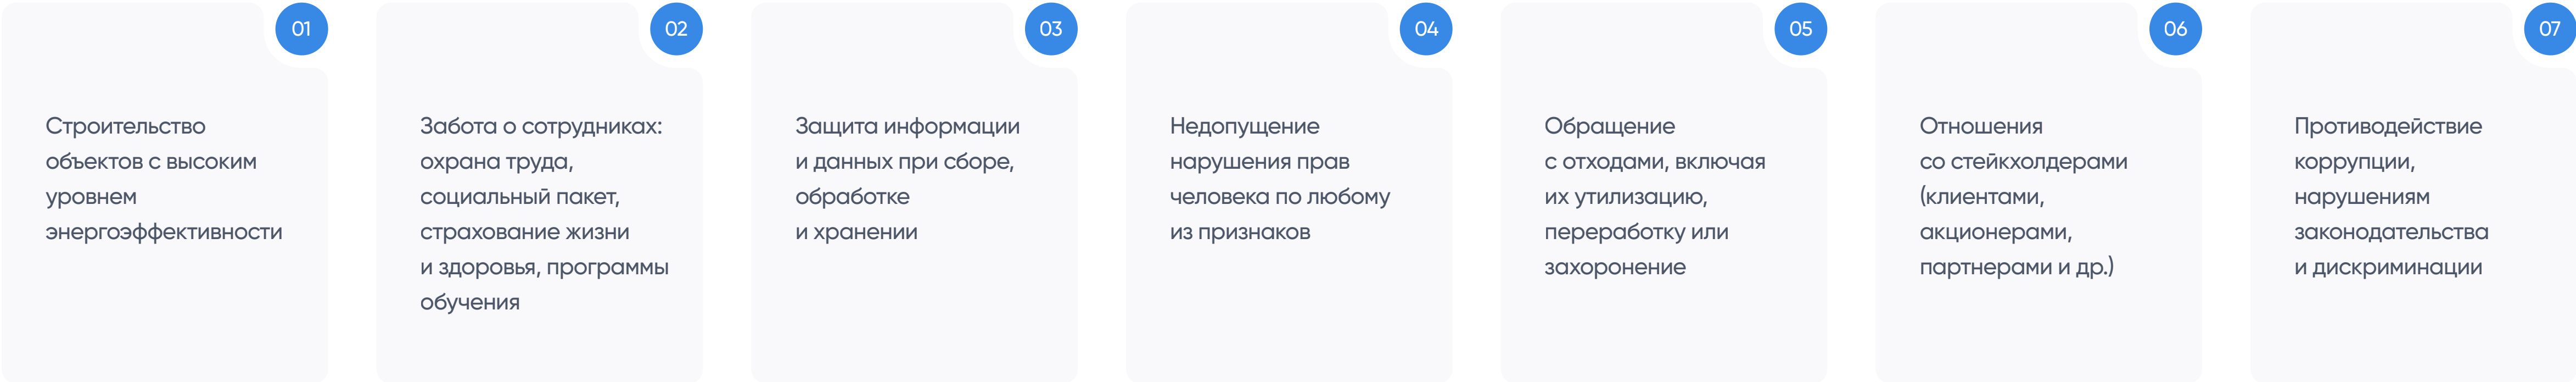 01
Строительство
объектов с высоким
уровнем
энергоэффективности
02
Забота о сотрудниках:
охрана труда,
социальный пакет,
страхование жизни
и здоровья, программы
обучения
03
Защита информации
и данных при сборе,
обработке
и хранении
04
Недопущение
нарушения прав
человека по любому
из признаков
05
Обращение
с отходами, включая
их утилизацию,
переработку или
захоронение
06
Отношения
со стейкхолдерами
(клиентами,
акционерами,
партнерами и др.)
07
Противодействие
коррупции,
нарушениям
законодательства
и дискриминации